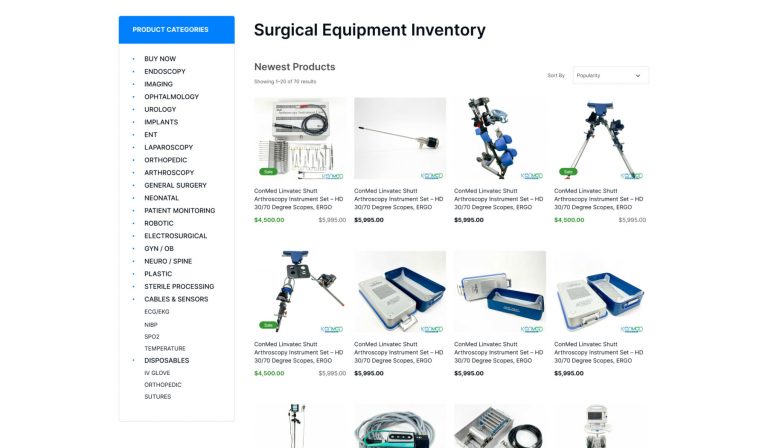 PRODUCT CATEGORIES
BUY NOW
ENDOSCOPY
IMAGING
OPHTALMOLOGY
UROLOGY
IMPLANTS
ENT
LAPAROSCOPY
ORTHOPEDIC
ARTHROSCOPY
GENERAL SURGERY
NEONATAL
PATIENT MONITORING
ROBOTIC
ELECTROSURGICAL
GYN / OB
NEURO / SPINE
PLASTIC
STERILE PROCESSING
CABLES & SENSORS
ECG/EKG
NIBP
SPO2
TEMPERATURE
DISPOSABLES
IV GLOVE
ORTHOPEDIC
SUTURES
Surgical Equipment Inventory
Newest Products
Showing 1–20 of 70 results
Sort By
Popularity
Sale
ConMed Linvatec Shutt
Arthroscopy Instrument Set – HD
30/70 Degree Scopes, ERGO
$4,500.00 $5,995.00
ConMed Linvatec Shutt
Arthroscopy Instrument Set – HD
30/70 Degree Scopes, ERGO
$5,995.00
ConMed Linvatec Shutt
Arthroscopy Instrument Set – HD
30/70 Degree Scopes, ERGO
$5,995.00
Sale
ConMed Linvatec Shutt
Arthroscopy Instrument Set – HD
30/70 Degree Scopes, ERGO
$4,500.00 $5,995.00
Sale
ConMed Linvatec Shutt
Arthroscopy Instrument Set – HD
30/70 Degree Scopes, ERGO
$4,500.00 $5,995.00
ConMed Linvatec Shutt
Arthroscopy Instrument Set – HD
30/70 Degree Scopes, ERGO
$5,995.00
ConMed Linvatec Shutt
Arthroscopy Instrument Set – HD
30/70 Degree Scopes, ERGO
$5,995.00
ConMed Linvatec Shutt
Arthroscopy Instrument Set – HD
30/70 Degree Scopes, ERGO
$5,995.00